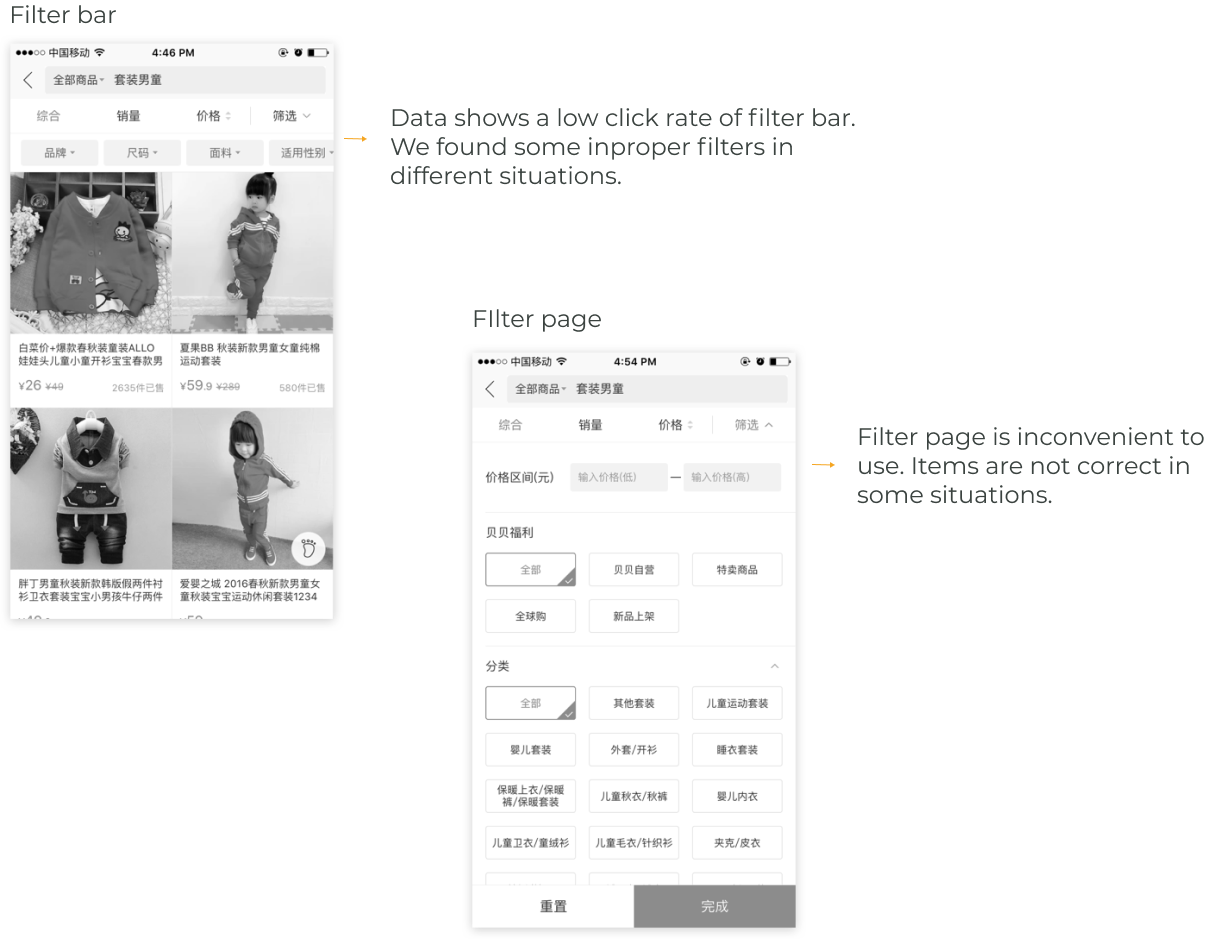 Filter bar
中国移动 4:46 PM
全部商品 套装男童
综合 销量 价格 筛选
品牌 尺码 面料 适用性别
白菜价+爆款春秋装童装ALLO
娃娃头儿童小童开衫宝宝春款男
¥26 ¥49 2635件已售
夏果BB 秋装新款男童女童纯棉
运动套装
¥59.9 ¥289 580件已售
胖丁男童秋装新款韩版假两件衬
衫卫衣套装宝宝小男孩牛仔两件
爱婴之城 2016春秋新款男童女
童秋装宝宝运动休闲套装1234
Data shows a low click rate of filter bar.
We found some inproper filters in
different situations.
FIlter page
中国移动 4:54 PM
全部商品 套装男童
综合 销量 价格 筛选
价格区间(元) 输入价格(低) — 输入价格(高)
贝贝福利
全部 贝贝自营 特卖商品
全球购 新品上架
分类
全部 其他套装 儿童运动套装
婴儿套装 外套/开衫 睡衣套装
保暖上衣/保暖
裤/保暖套装
儿童秋衣/秋裤 婴儿内衣
儿童卫衣/童绒衫 儿童毛衣/针织衫 夹克/皮衣
重置 完成
Filter page is inconvenient to
use. Items are not correct in
some situations.